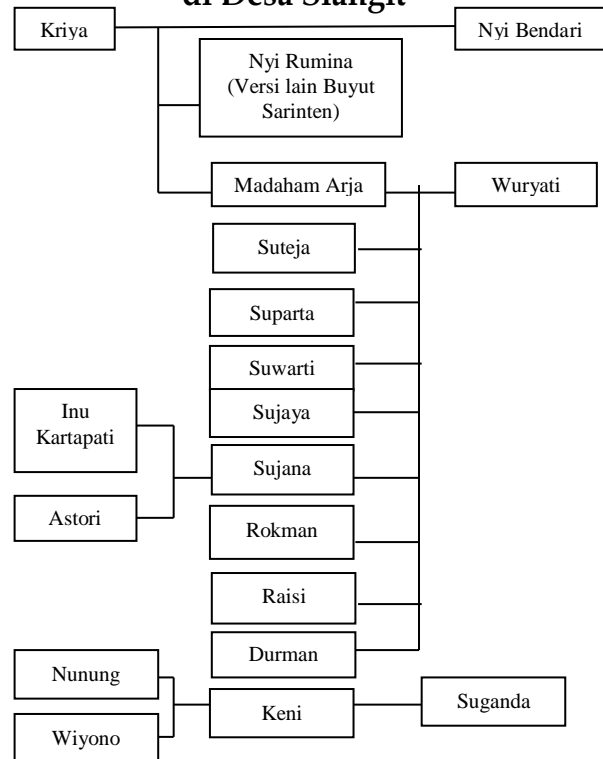 di Desa Slangit
Kriya
Nyi Bendari
Nyi Rumina
(Versi lain Buyut
Sarinten)
Madaham Arja
Wuryati
Suteja
Suparta
Suwarti
Inu
Kartapati
Sujaya
Sujana
Astori
Rokman
Raisi
Durman
Nunung
Keni
Suganda
Wiyono